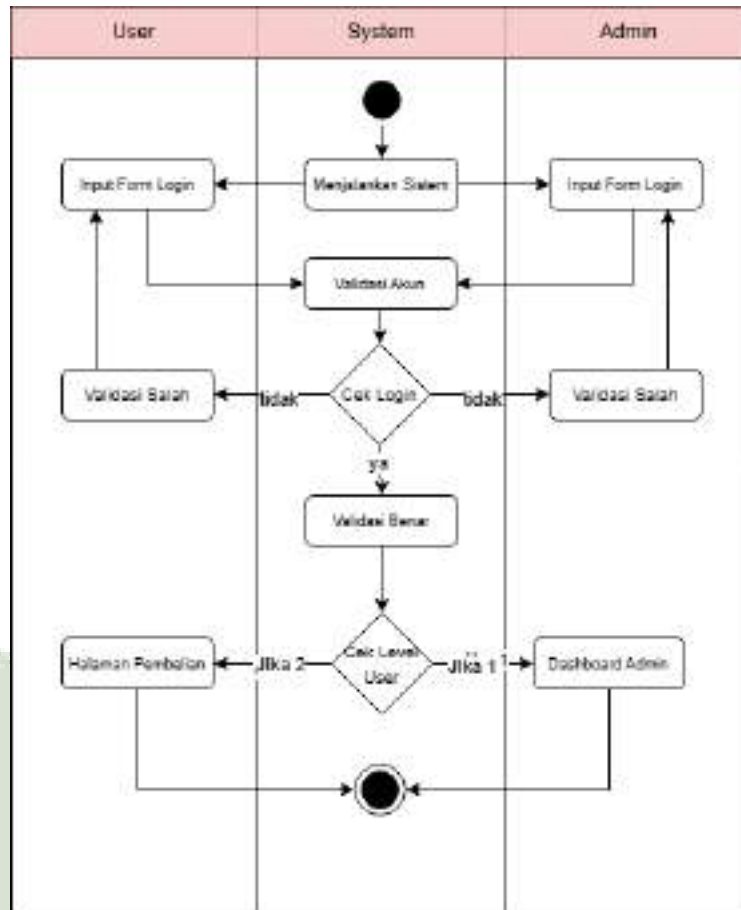 User
System
Admin
Input Form Login
Menjalankan Sistem
Input Form Login
Validasi Akun
Validasi Salah
tidak
Cek Login
tidak
Validasi Salah
ya
Validasi Benar
Halaman Pembelian
Jika 2
Cek Level
User
Jika 1
Dashboard Admin